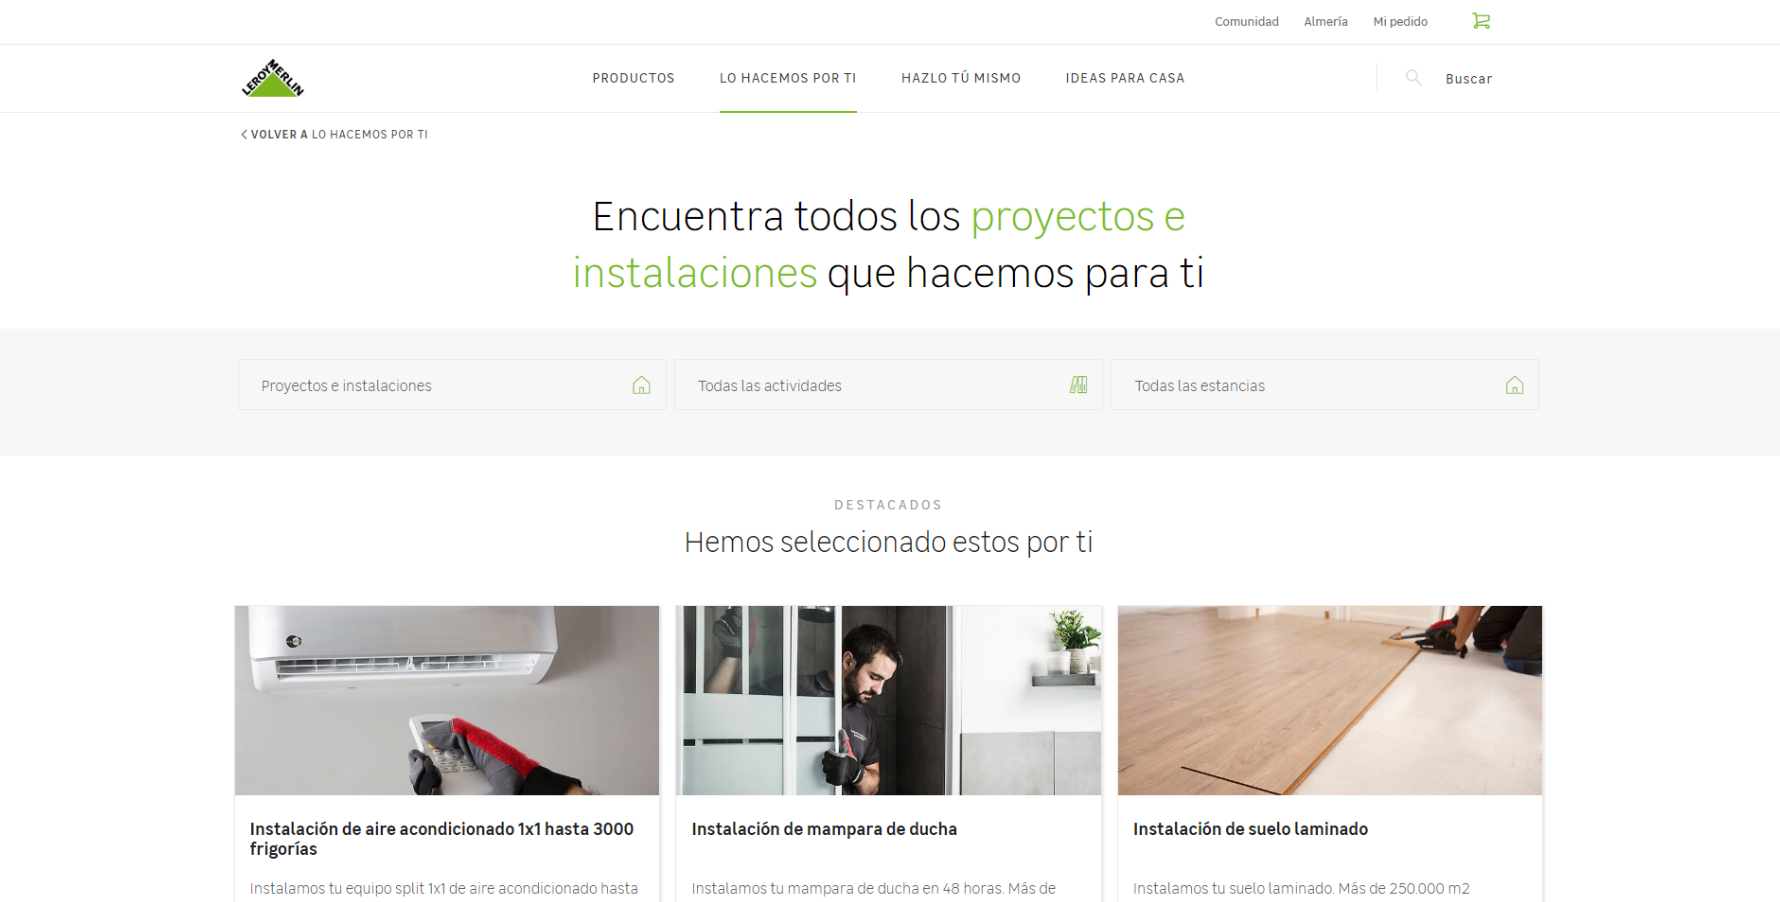 Comunidad Almería Mi pedido
LEROY MERLIN
PRODUCTOS LO HACEMOS POR TI HAZLO TÚ MISMO IDEAS PARA CASA Buscar
VOLVER A LO HACEMOS POR TI
Encuentra todos los proyectos e
instalaciones que hacemos para ti
Proyectos e instalaciones Todas las actividades Todas las estancias
DESTACADOS
Hemos seleccionado estos por ti
Instalación de aire acondicionado 1x1 hasta 3000
frigorías
Instalamos tu equipo split 1x1 de aire acondicionado hasta
Instalación de mampara de ducha
Instalamos tu mampara de ducha en 48 horas. Más de
Instalación de suelo laminado
Instalamos tu suelo laminado. Más de 250.000 m2